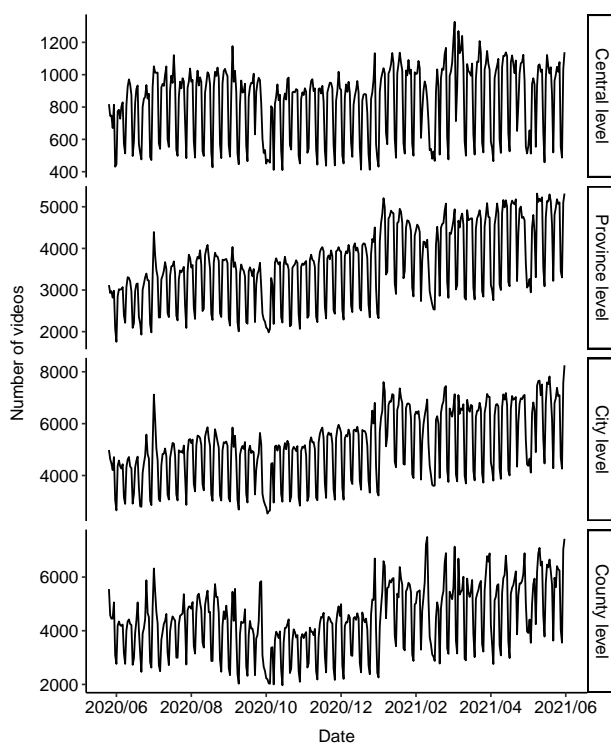 1200
1000
800
600
400
Central level
5000
4000
3000
2000
Province level
Number of videos
8000
6000
4000
City level
6000
4000
2000
County level
2020/06 2020/08 2020/10 2020/12 2021/02 2021/04 2021/06
Date